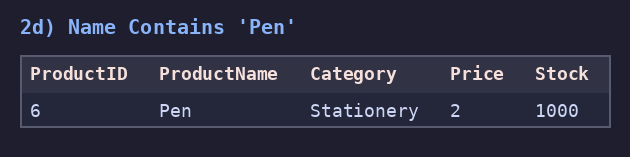 2d) Name Contains 'Pen'
ProductID ProductName Category Price Stock
6 Pen Stationery 2 1000